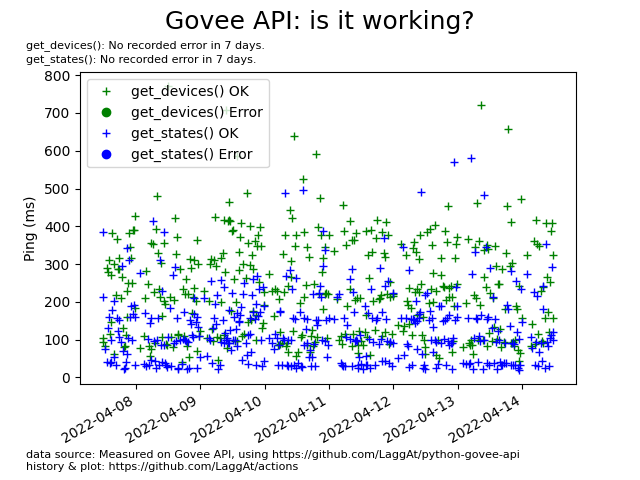 Govee API: is it working?
get_devices(): No recorded error in 7 days.
get_states(): No recorded error in 7 days.
get_devices() OK
get_devices() Error
get_states() OK
get_states() Error
Ping (ms)
800
700
600
500
400
300
200
100
0
2022-04-08
2022-04-09
2022-04-10
2022-04-11
2022-04-12
2022-04-13
2022-04-14
data source: Measured on Govee API, using https://github.com/LaggAt/python-govee-api
history & plot: https://github.com/LaggAt/actions